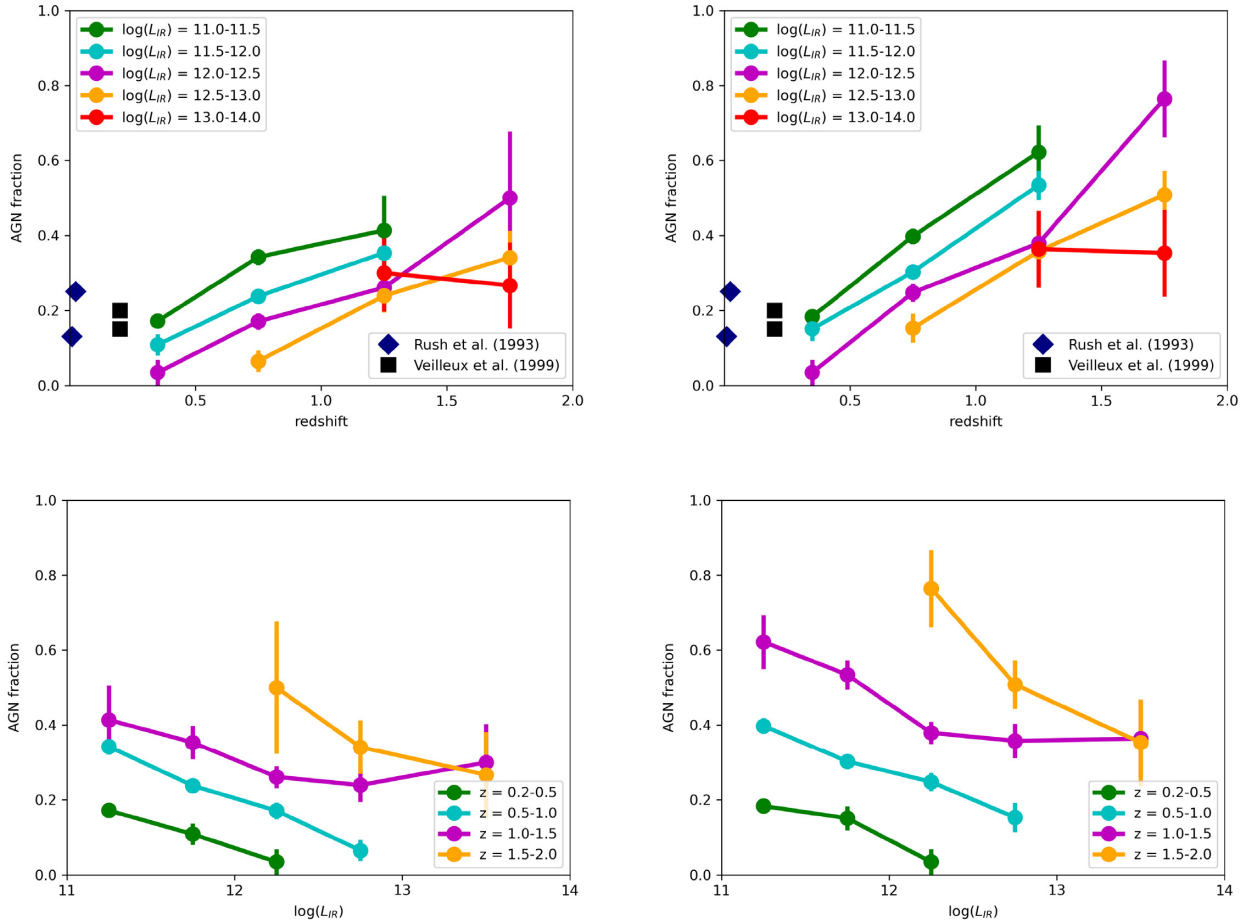 1.0
0.8
0.6
0.4
0.2
0.0
AGN fraction
log(L_IR) = 11.0-11.5
log(L_IR) = 11.5-12.0
log(L_IR) = 12.0-12.5
log(L_IR) = 12.5-13.0
log(L_IR) = 13.0-14.0
Rush et al. (1993)
Veilleux et al. (1999)
0.5 1.0 1.5 2.0
redshift
1.0
0.8
0.6
0.4
0.2
0.0
AGN fraction
log(L_IR) = 11.0-11.5
log(L_IR) = 11.5-12.0
log(L_IR) = 12.0-12.5
log(L_IR) = 12.5-13.0
log(L_IR) = 13.0-14.0
Rush et al. (1993)
Veilleux et al. (1999)
0.5 1.0 1.5 2.0
redshift
1.0
0.8
0.6
0.4
0.2
0.0
AGN fraction
z = 0.2-0.5
z = 0.5-1.0
z = 1.0-1.5
z = 1.5-2.0
11 12 13 14
log(L_IR)
1.0
0.8
0.6
0.4
0.2
0.0
AGN fraction
z = 0.2-0.5
z = 0.5-1.0
z = 1.0-1.5
z = 1.5-2.0
11 12 13 14
log(L_IR)